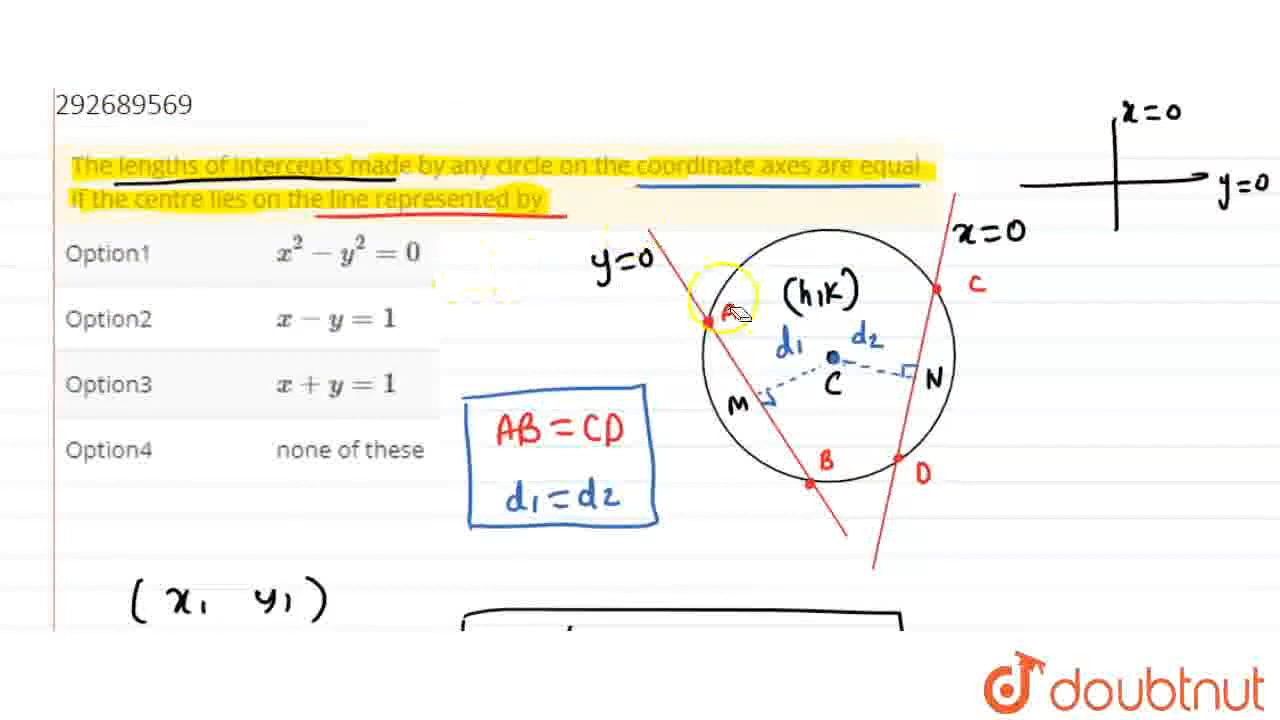 292689569
The lengths of intercepts made by any circle on the coordinate axes are equal
if the centre lies on the line represented by
Option1 x² − y² = 0
Option2 x − y = 1
Option3 x + y = 1
Option4 none of these
x=0
y=0
y=0
x=0
(h,k)
A
C
d1
d2
M
C
N
B
D
AB = CD
d1 = d2
( x1 y1 )
doubtnut